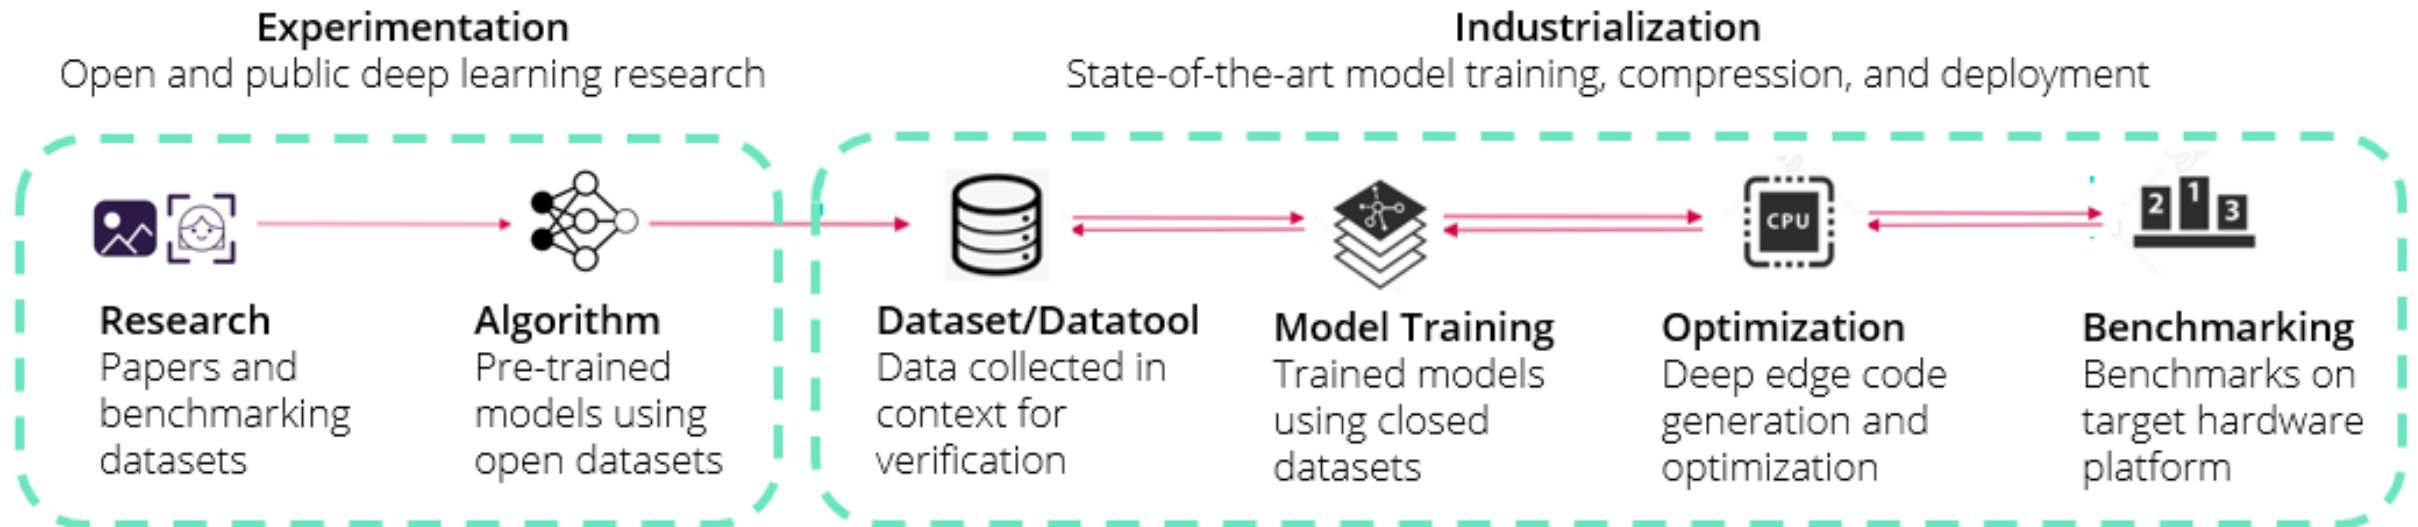 Experimentation
Open and public deep learning research
Industrialization
State-of-the-art model training, compression, and deployment
Research
Papers and
benchmarking
datasets
Algorithm
Pre-trained
models using
open datasets
Dataset/Datatool
Data collected in
context for
verification
Model Training
Trained models
using closed
datasets
CPU
Optimization
Deep edge code
generation and
optimization
2 1 3
Benchmarking
Benchmarks on
target hardware
platform